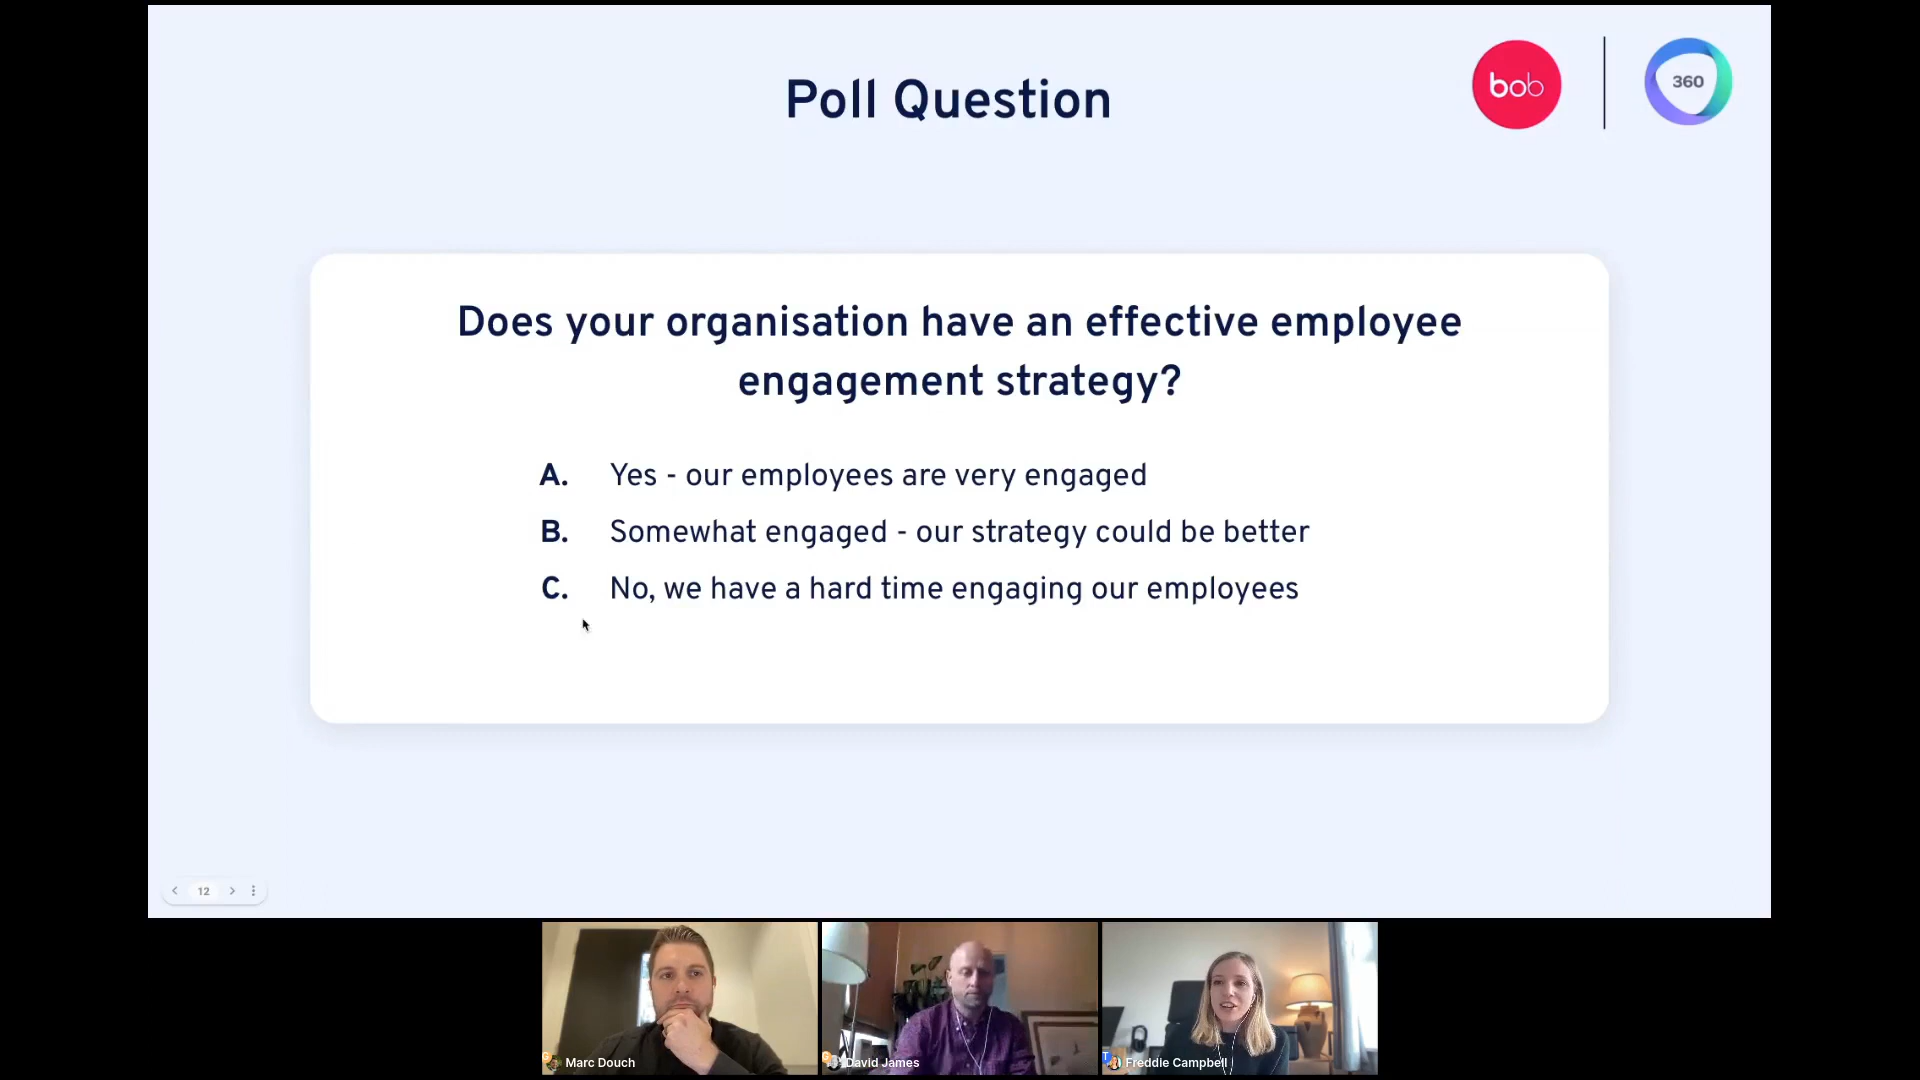 Poll Question
bob
360
Does your organisation have an effective employee
engagement strategy?
A. Yes - our employees are very engaged
B. Somewhat engaged - our strategy could be better
C. No, we have a hard time engaging our employees
12
Marc Douch
David James
T
Freddie Campbell